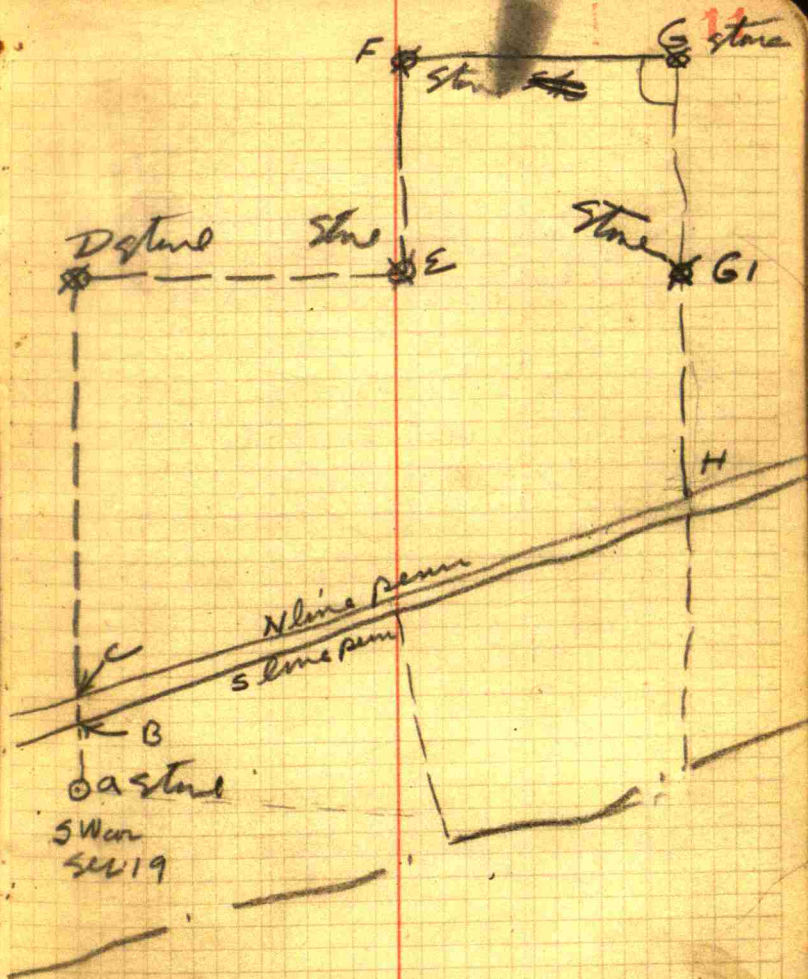 11
F
G stone
Stone
D stone
Stone
E
Stone
G1
H
N line penn
S line penn
C
B
a stone
SW cor
Sec 19